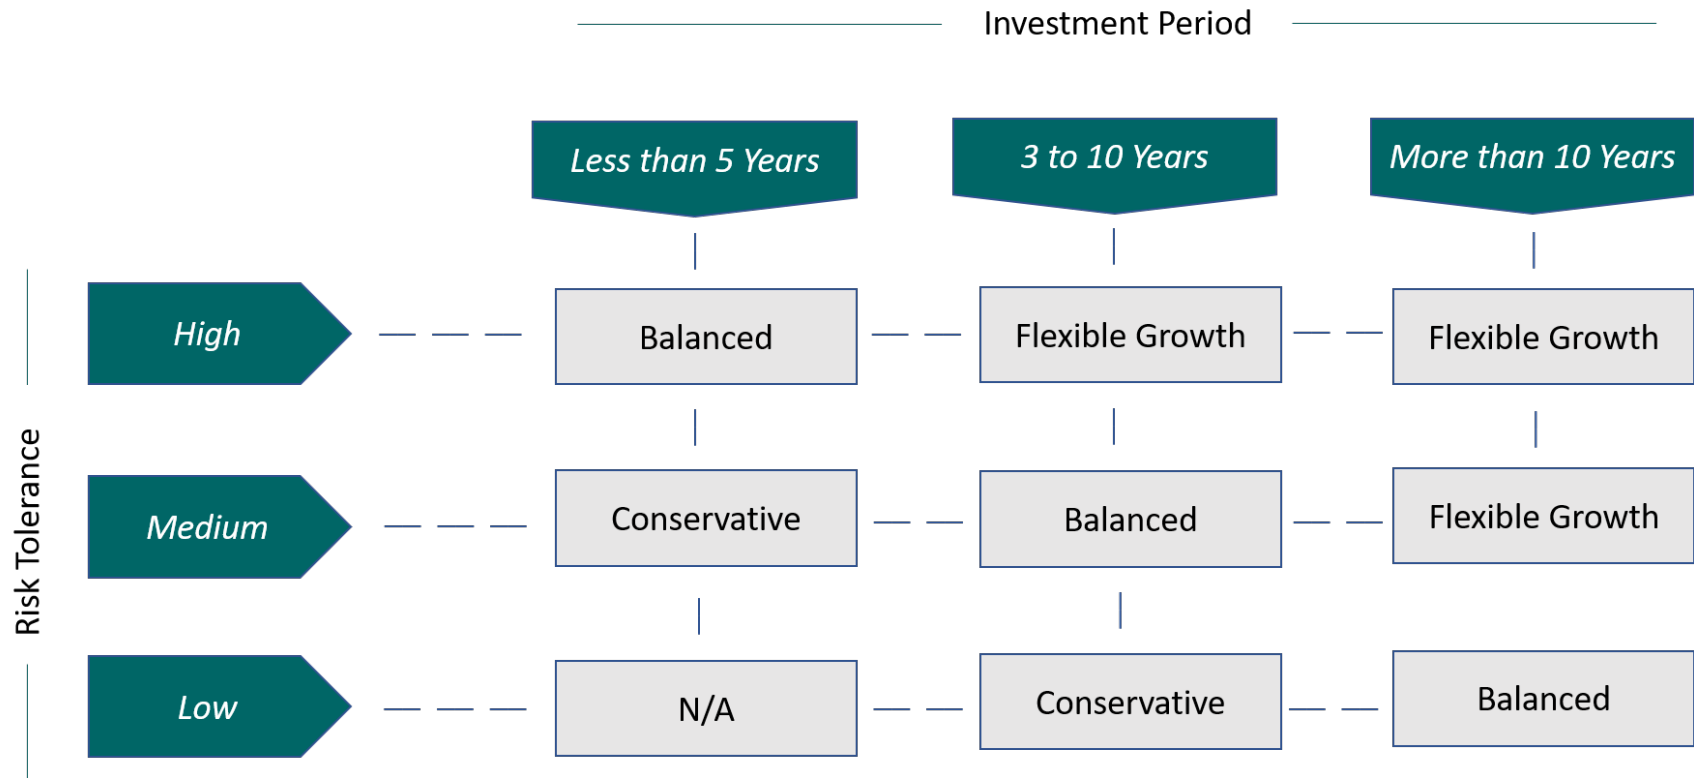 Investment Period
Less than 5 Years
3 to 10 Years
More than 10 Years
Risk Tolerance
High
Balanced
Flexible Growth
Flexible Growth
Medium
Conservative
Balanced
Flexible Growth
Low
N/A
Conservative
Balanced